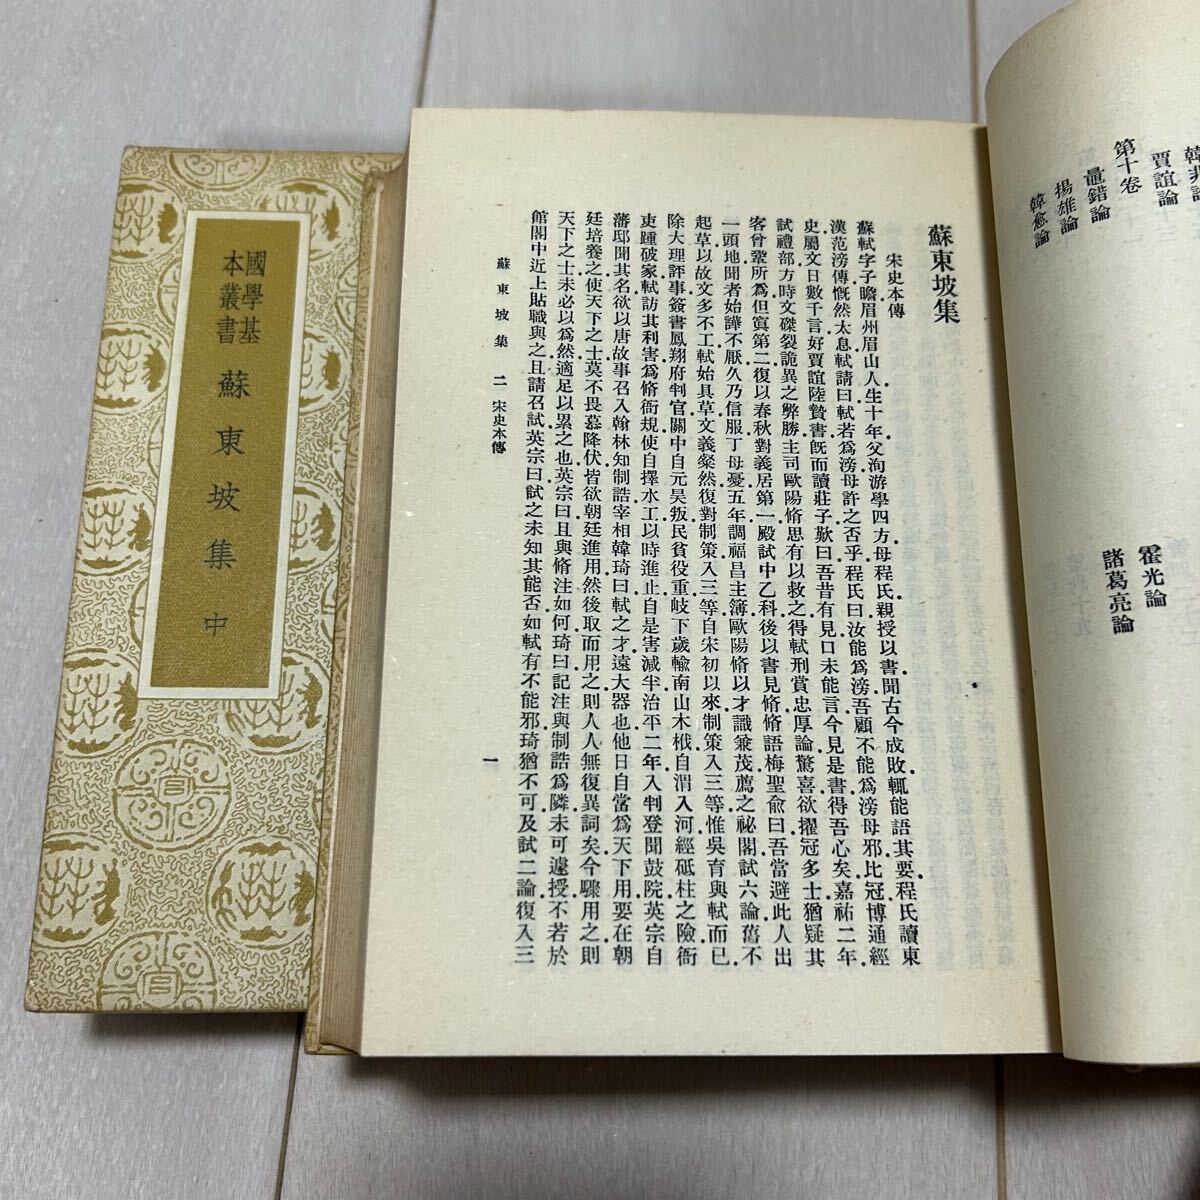 韓非論
賈誼論
霍光論
第十卷
鼂錯論
諸葛亮論
揚雄論
韓愈論
蘇東坡集
宋史本傳
蘇軾字子瞻眉州眉山人生十年父洵游學四方母程氏親授以書聞古今成敗輒能語其要程氏讀東
漢范滂傳慨然太息軾請曰軾若爲滂母許之否乎程氏曰汝能爲滂吾顧不能爲滂母邪比冠博通經
史屬文日數千言好賈誼陸贄書旣而讀莊子歎曰吾昔有見口未能言今見是書得吾心矣嘉祐二年
試禮部方時文磔裂詭異之弊勝主司歐陽脩思有以救之得軾刑賞忠厚論驚喜欲擢冠多士猶疑其
客曾鞏所爲但寘第二復以春秋對義居第一殿試中乙科後以書見脩脩語梅聖俞曰吾當避此人出
一頭地聞者始譁不厭久乃信服丁母憂五年調福昌主簿歐陽脩以才識兼茂薦之祕閣試六論舊不
起草以故文多不工軾始具草文義粲然復對制策入三等自宋初以來制策入三等惟吳育與軾而已
除大理評事簽書鳳翔府判官關中自元昊叛民貧役重岐下歲輸南山木栰自渭入河經砥柱之險衙
吏踵破家軾訪其利害爲脩衙規使自擇水工以時進止自是害減半治平二年入判登聞鼓院英宗自
藩邸聞其名欲以唐故事召入翰林知制誥宰相韓琦曰軾之才遠大器也他日自當爲天下用要在朝
廷培養之使天下之士莫不畏慕降伏皆欲朝廷進用然後取而用之則人人無復異詞矣今驟用之則
天下之士未必以爲然適足以累之也英宗曰且與脩注如何琦曰記注與制誥爲隣未可遽授不若於
館閣中近上貼職與之且請召試英宗曰試之未知其能否如軾有不能邪琦猶不可及試二論復入三
蘇東坡集 二 宋史本傳
一
國學基
本叢書
蘇東坡集 中